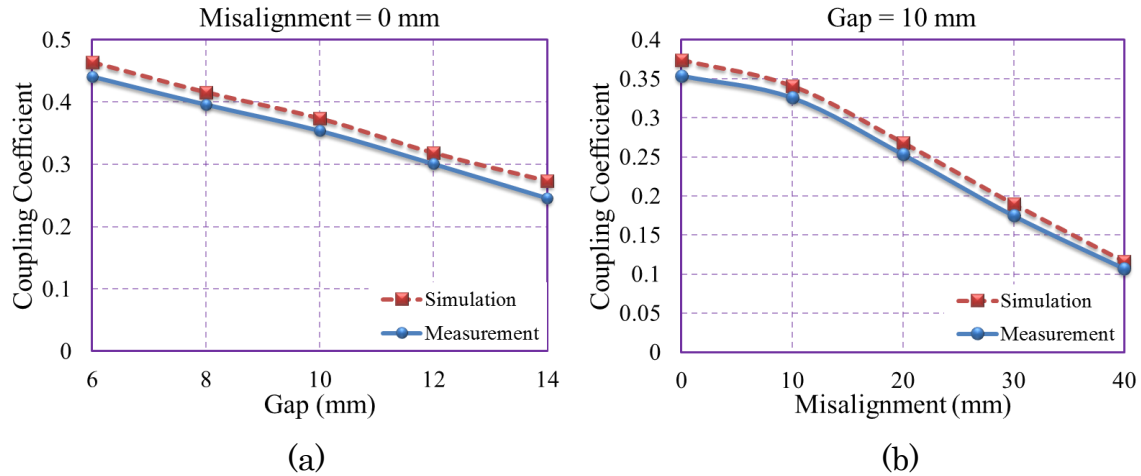 Misalignment = 0 mm
Coupling Coefficient
0.5
0.4
0.3
0.2
0.1
0
Simulation
Measurement
6 8 10 12 14
Gap (mm)
(a)
Gap = 10 mm
Coupling Coefficient
0.4
0.35
0.3
0.25
0.2
0.15
0.1
0.05
0
Simulation
Measurement
0 10 20 30 40
Misalignment (mm)
(b)